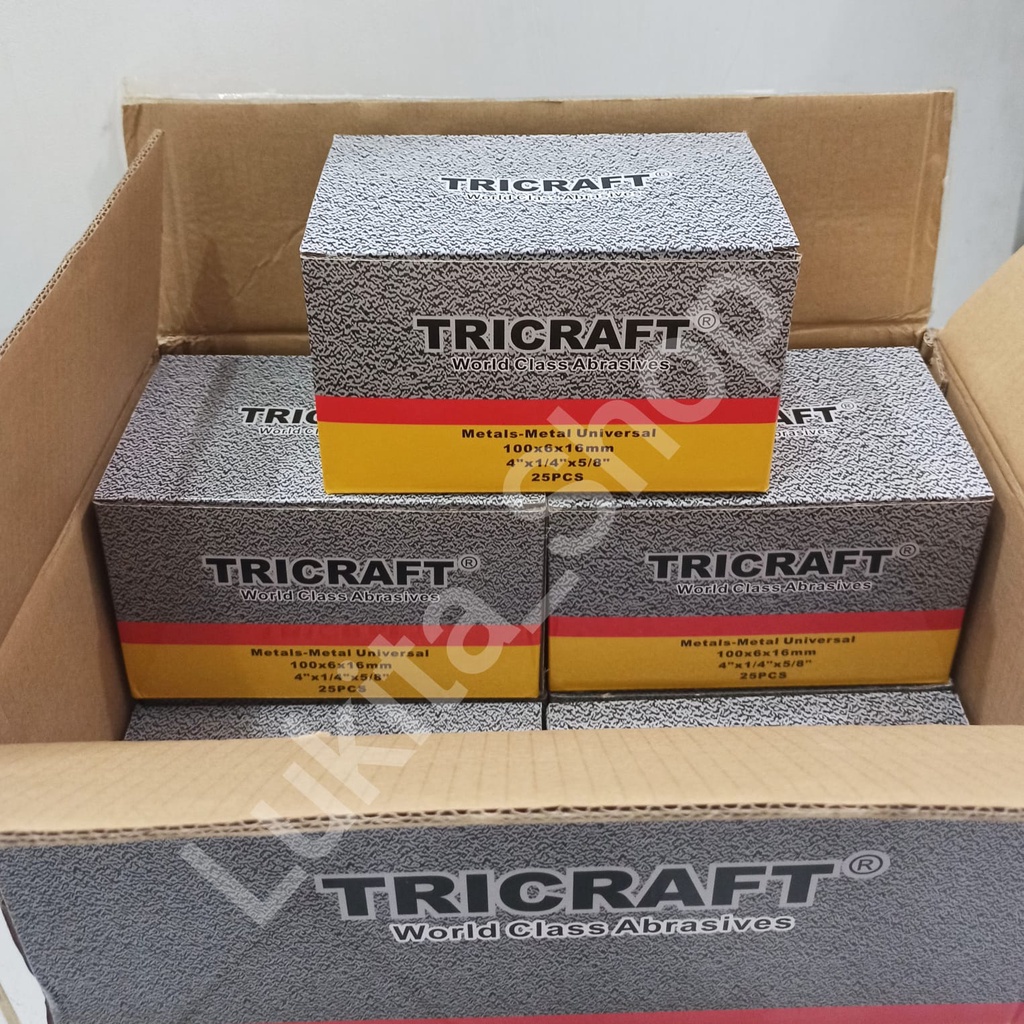 TRICRAFT®
World Class Abrasives
TRICRAFT®
World Class Abrasives
Metals-Metal Universal
100x6x16mm
4"x1/4"x5/8"
25PCS
TRICRAFT®
World Class Abrasives
Metals-Metal Universal
100x6x16mm
4"x1/4"x5/8"
25PCS
TRICRAFT®
World Class Abrasives
Metals-Metal Universal
100x6x16mm
4"x1/4"x5/8"
25PCS
TRICRAFT®
World Class Abrasives
Lukita_Shop